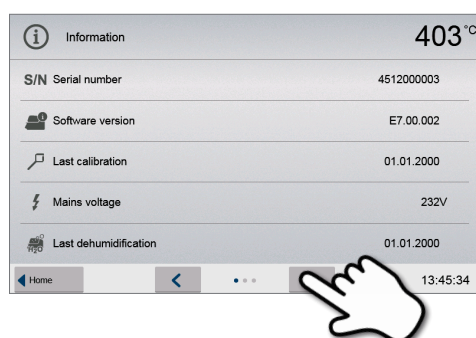 Information
403°C
S/N Serial number 4512000003
Software version E7.00.002
Last calibration 01.01.2000
Mains voltage 232V
H2O Last dehumidification 01.01.2000
Home 13:45:34